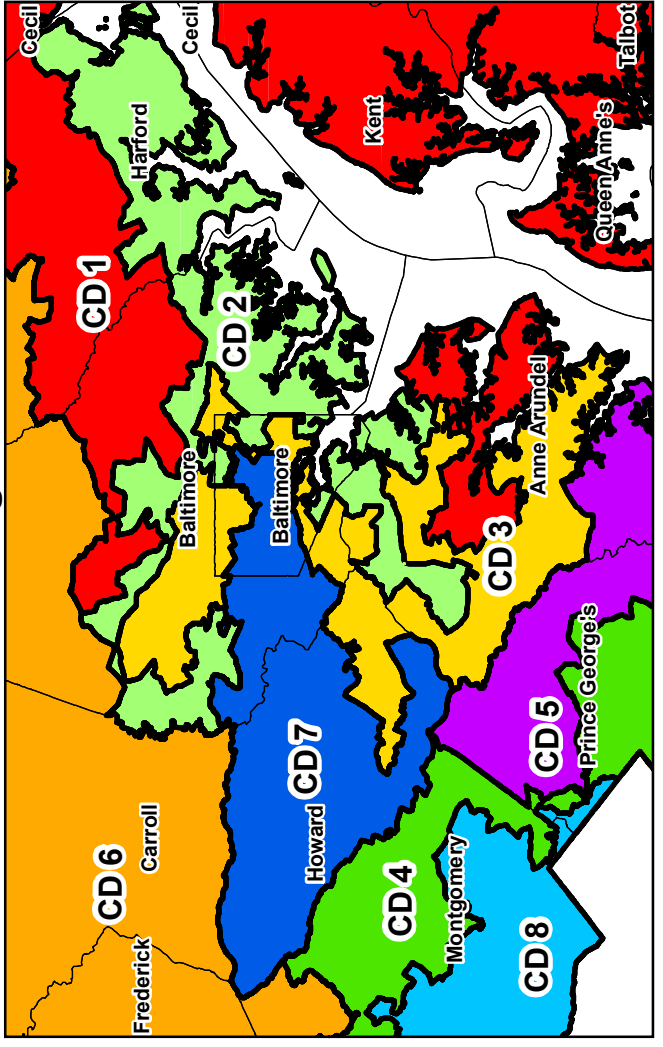 Cecil
Cecil
Talbot
Harford
Kent
Queen Anne's
CD 1
CD 2
Baltimore
Baltimore
Anne Arundel
CD 3
Prince George's
CD 5
CD 7
Howard
Carroll
CD 6
CD 4
Montgomery
Frederick
CD 8